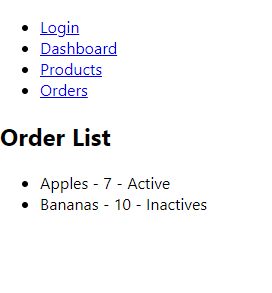 Login
Dashboard
Products
Orders
Order List
Apples - 7 - Active
Bananas - 10 - Inactives